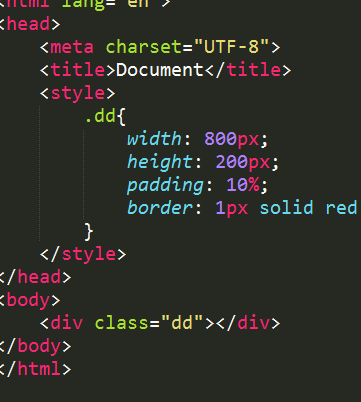 <html lang="en">
<head>
<meta charset="UTF-8">
<title>Document</title>
<style>
.dd{
width: 800px;
height: 200px;
padding: 10%;
border: 1px solid red
}
</style>
</head>
<body>
<div class="dd"></div>
</body>
</html>